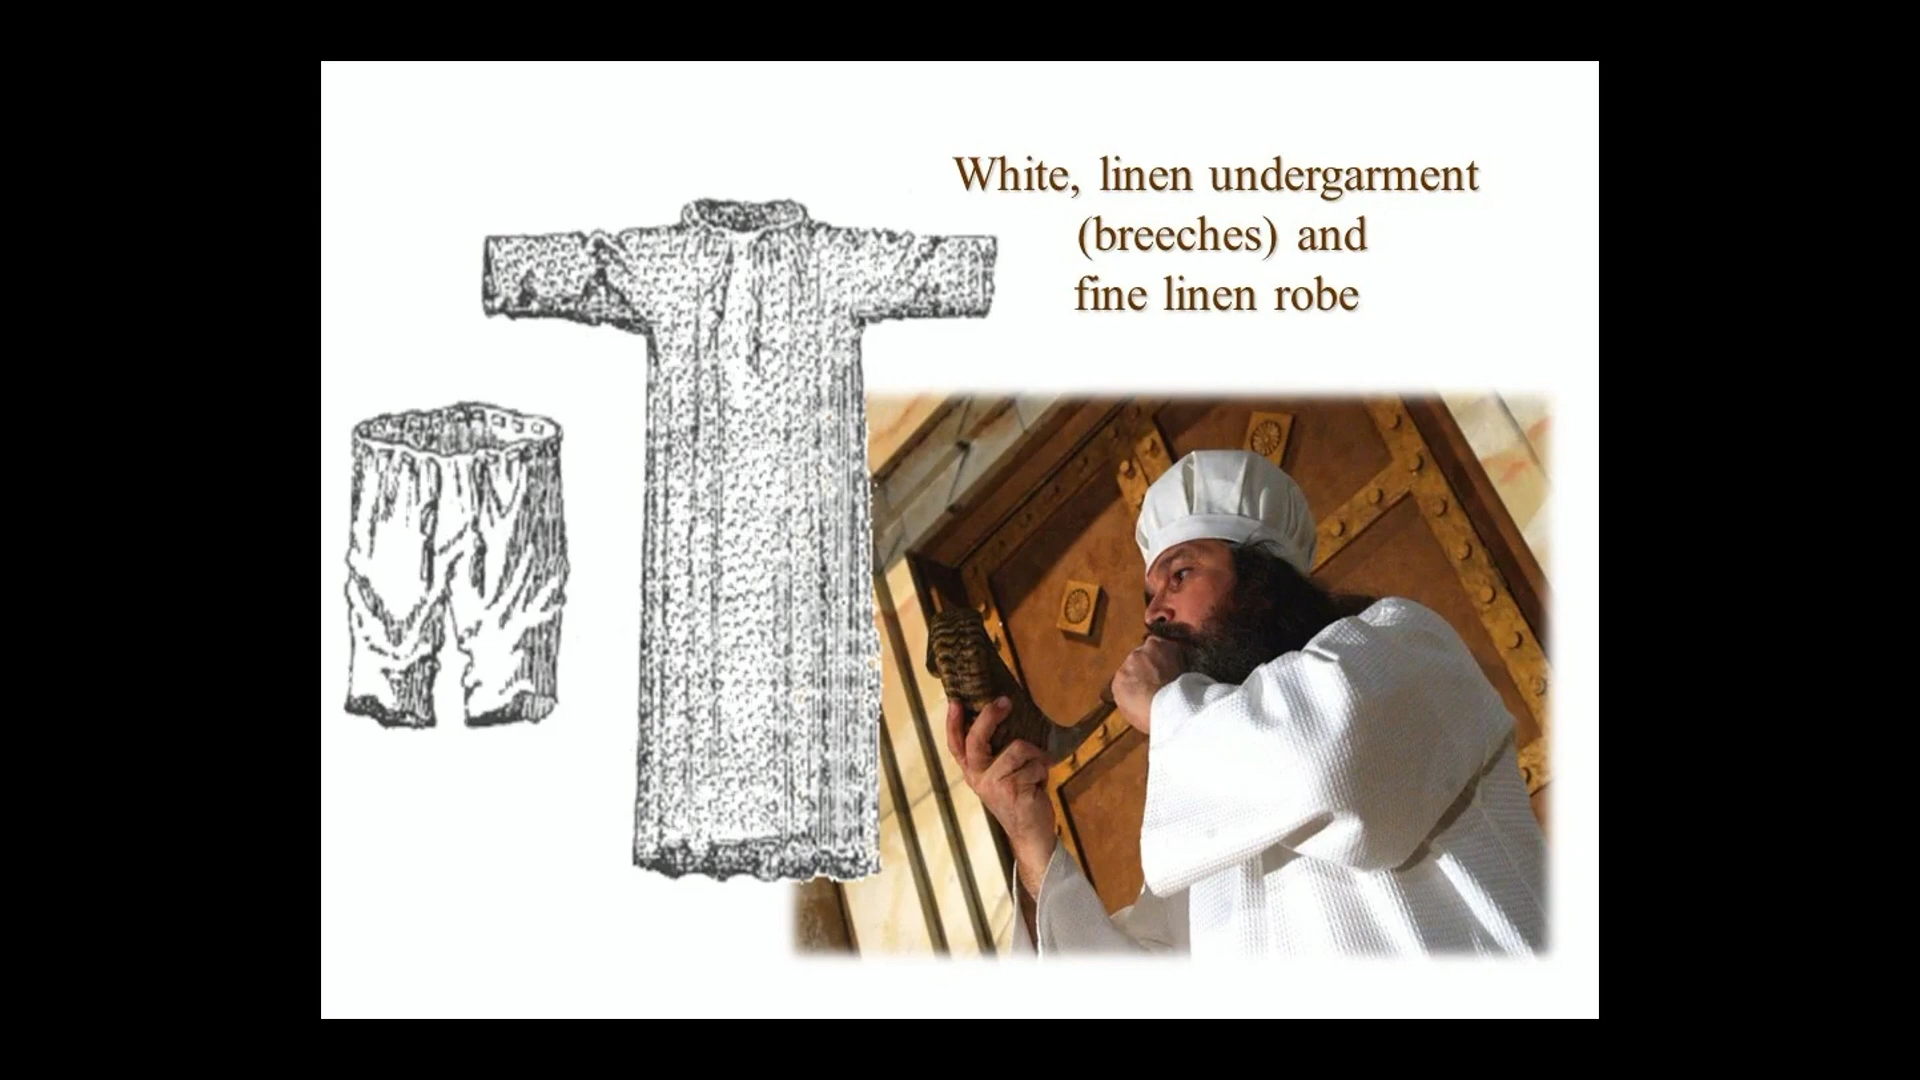 White, linen undergarment
(breeches) and
fine linen robe